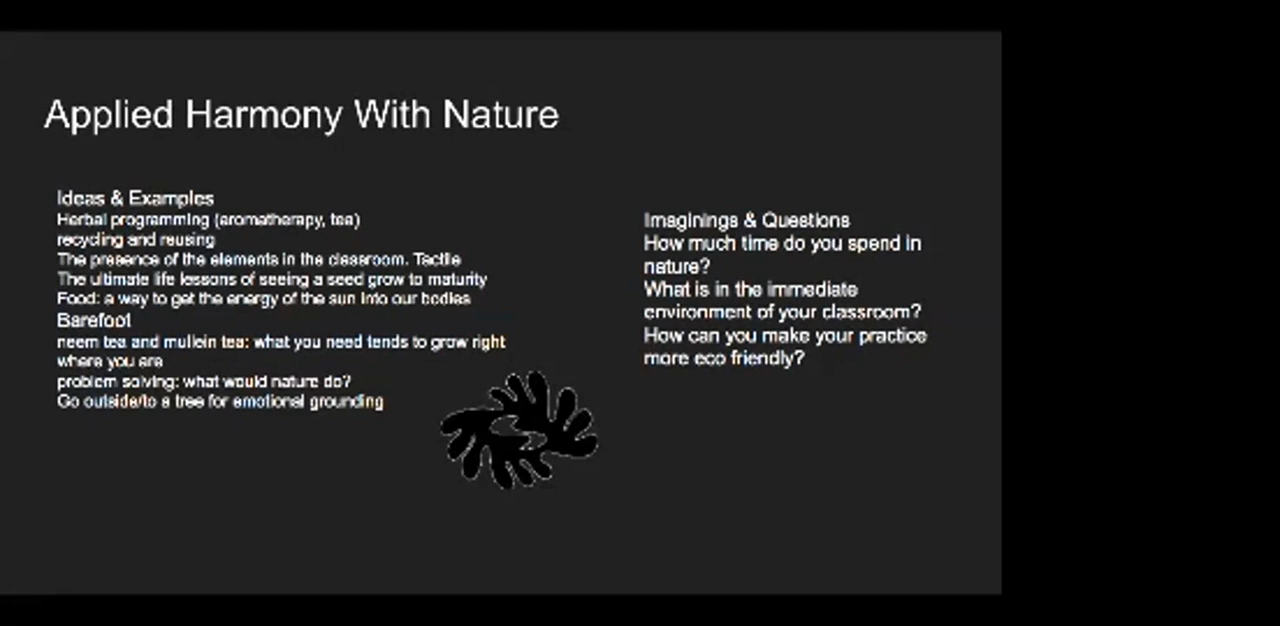 Applied Harmony With Nature
Ideas & Examples
Herbal programming (aromatherapy, tea)
recycling and reusing
The presence of the elements in the classroom. Tactile
The ultimate life lessons of seeing a seed grow to maturity
Food: a way to get the energy of the sun into our bodies
Barefoot
neem tea and mullein tea: what you need tends to grow right
where you are
problem solving: what would nature do?
Go outside/to a tree for emotional grounding
Imaginings & Questions
How much time do you spend in
nature?
What is in the immediate
environment of your classroom?
How can you make your practice
more eco friendly?